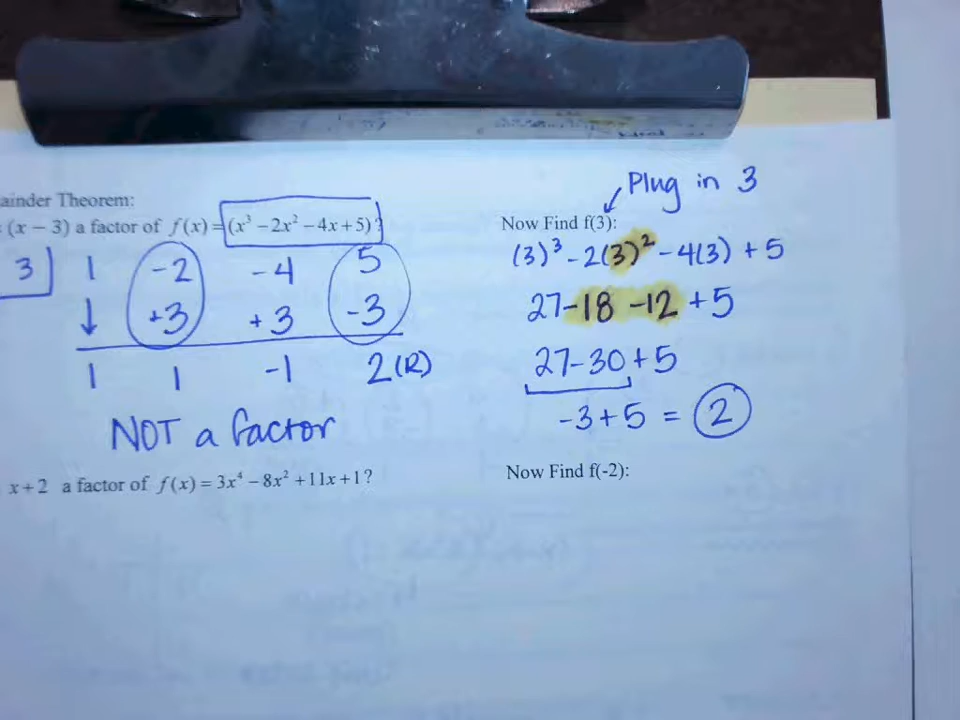 ainder Theorem:
(x − 3) a factor of f(x) = (x³ − 2x² − 4x + 5)?
3 1 -2 -4 5
↓ +3 +3 -3
1 1 -1 2 (R)
NOT a factor
Plug in 3
Now Find f(3):
(3)³ - 2(3)² - 4(3) + 5
27 - 18 - 12 + 5
27 - 30 + 5
-3 + 5 = 2
x + 2 a factor of f(x) = 3x⁴ − 8x² + 11x + 1?
Now Find f(-2):